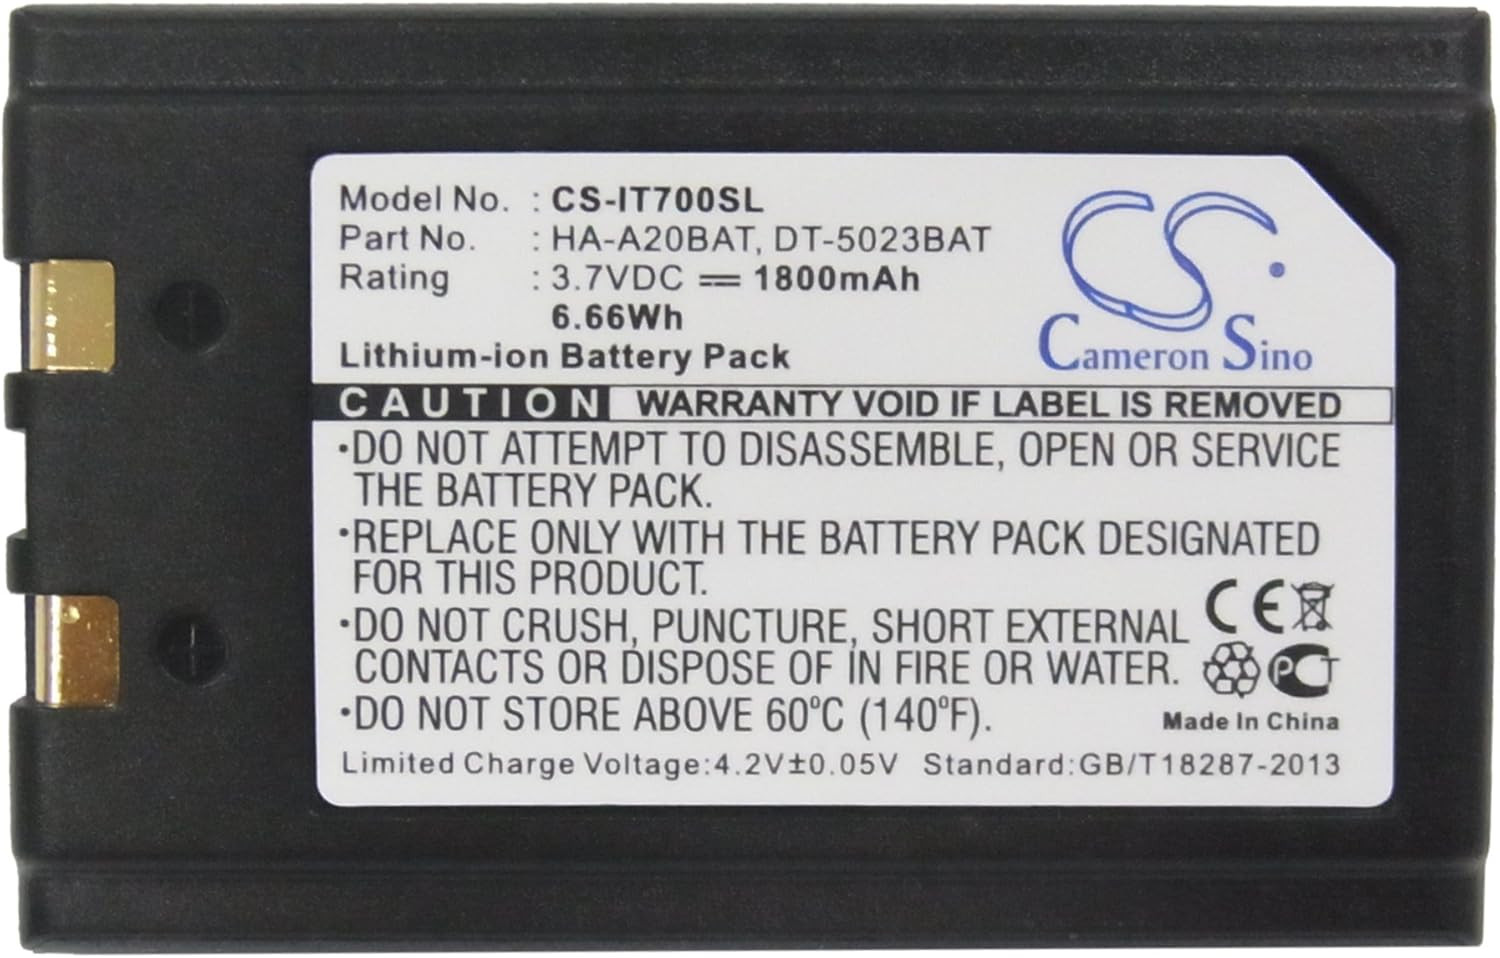 Model No. : CS-IT700SL
Part No. : HA-A20BAT, DT-5023BAT
Rating : 3.7VDC ⎓ 1800mAh
6.66Wh
Lithium-ion Battery Pack
CS
Cameron Sino
CAUTION WARRANTY VOID IF LABEL IS REMOVED
·DO NOT ATTEMPT TO DISASSEMBLE, OPEN OR SERVICE
THE BATTERY PACK.
·REPLACE ONLY WITH THE BATTERY PACK DESIGNATED
FOR THIS PRODUCT.
·DO NOT CRUSH, PUNCTURE, SHORT EXTERNAL
CONTACTS OR DISPOSE OF IN FIRE OR WATER.
·DO NOT STORE ABOVE 60°C (140°F).
CE
PCT
Made In China
Limited Charge Voltage:4.2V±0.05V Standard:GB/T18287-2013